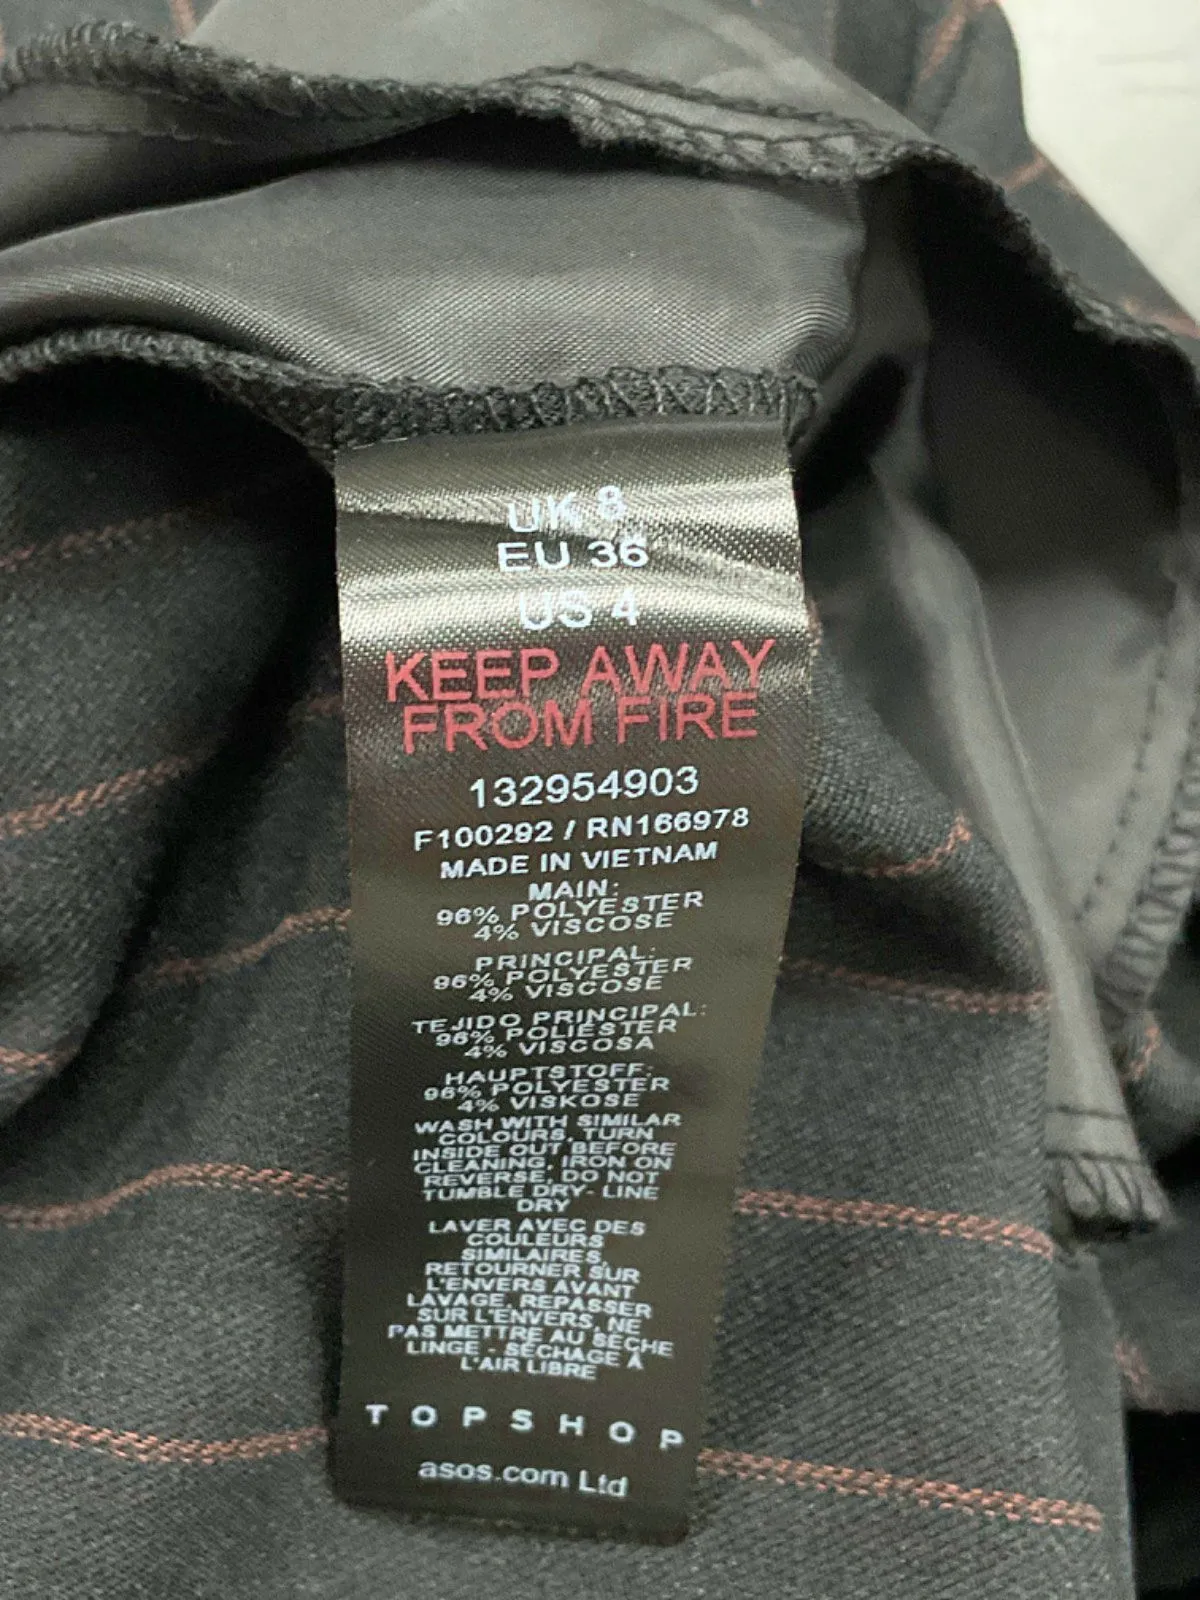 UK 8
EU 36
US 4
KEEP AWAY
FROM FIRE
132954903
F100292 / RN166978
MADE IN VIETNAM
MAIN:
96% POLYESTER
4% VISCOSE
PRINCIPAL:
96% POLYESTER
4% VISCOSE
TEJIDO PRINCIPAL:
96% POLIÉSTER
4% VISCOSA
HAUPTSTOFF:
96% POLYESTER
4% VISKOSE
WASH WITH SIMILAR
COLOURS, TURN
INSIDE OUT BEFORE
CLEANING, IRON ON
REVERSE, DO NOT
TUMBLE DRY- LINE
DRY
LAVER AVEC DES
COULEURS
SIMILAIRES,
RETOURNER SUR
L'ENVERS AVANT
LAVAGE, REPASSER
SUR L'ENVERS, NE
PAS METTRE AU SÈCHE
LINGE - SÉCHAGE À
L'AIR LIBRE
TOPSHOP
asos.com Ltd